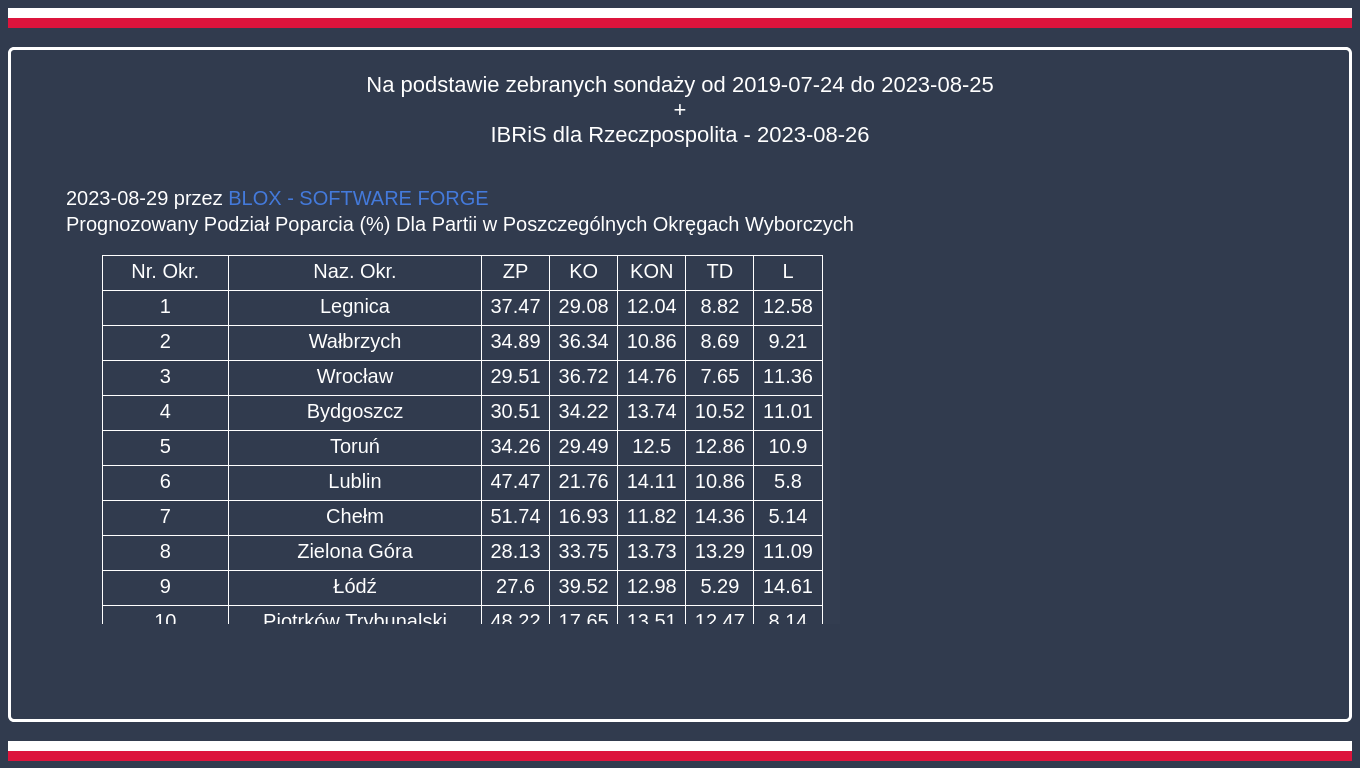 Na podstawie zebranych sondaży od 2019-07-24 do 2023-08-25
+
IBRiS dla Rzeczpospolita - 2023-08-26
2023-08-29 przez BLOX - SOFTWARE FORGE
Prognozowany Podział Poparcia (%) Dla Partii w Poszczególnych Okręgach Wyborczych
Nr. Okr. Naz. Okr. ZP KO KON TD L
1 Legnica 37.47 29.08 12.04 8.82 12.58
2 Wałbrzych 34.89 36.34 10.86 8.69 9.21
3 Wrocław 29.51 36.72 14.76 7.65 11.36
4 Bydgoszcz 30.51 34.22 13.74 10.52 11.01
5 Toruń 34.26 29.49 12.5 12.86 10.9
6 Lublin 47.47 21.76 14.11 10.86 5.8
7 Chełm 51.74 16.93 11.82 14.36 5.14
8 Zielona Góra 28.13 33.75 13.73 13.29 11.09
9 Łódź 27.6 39.52 12.98 5.29 14.61
10 Piotrków Trybunalski 48.22 17.65 13.51 12.47 8.14